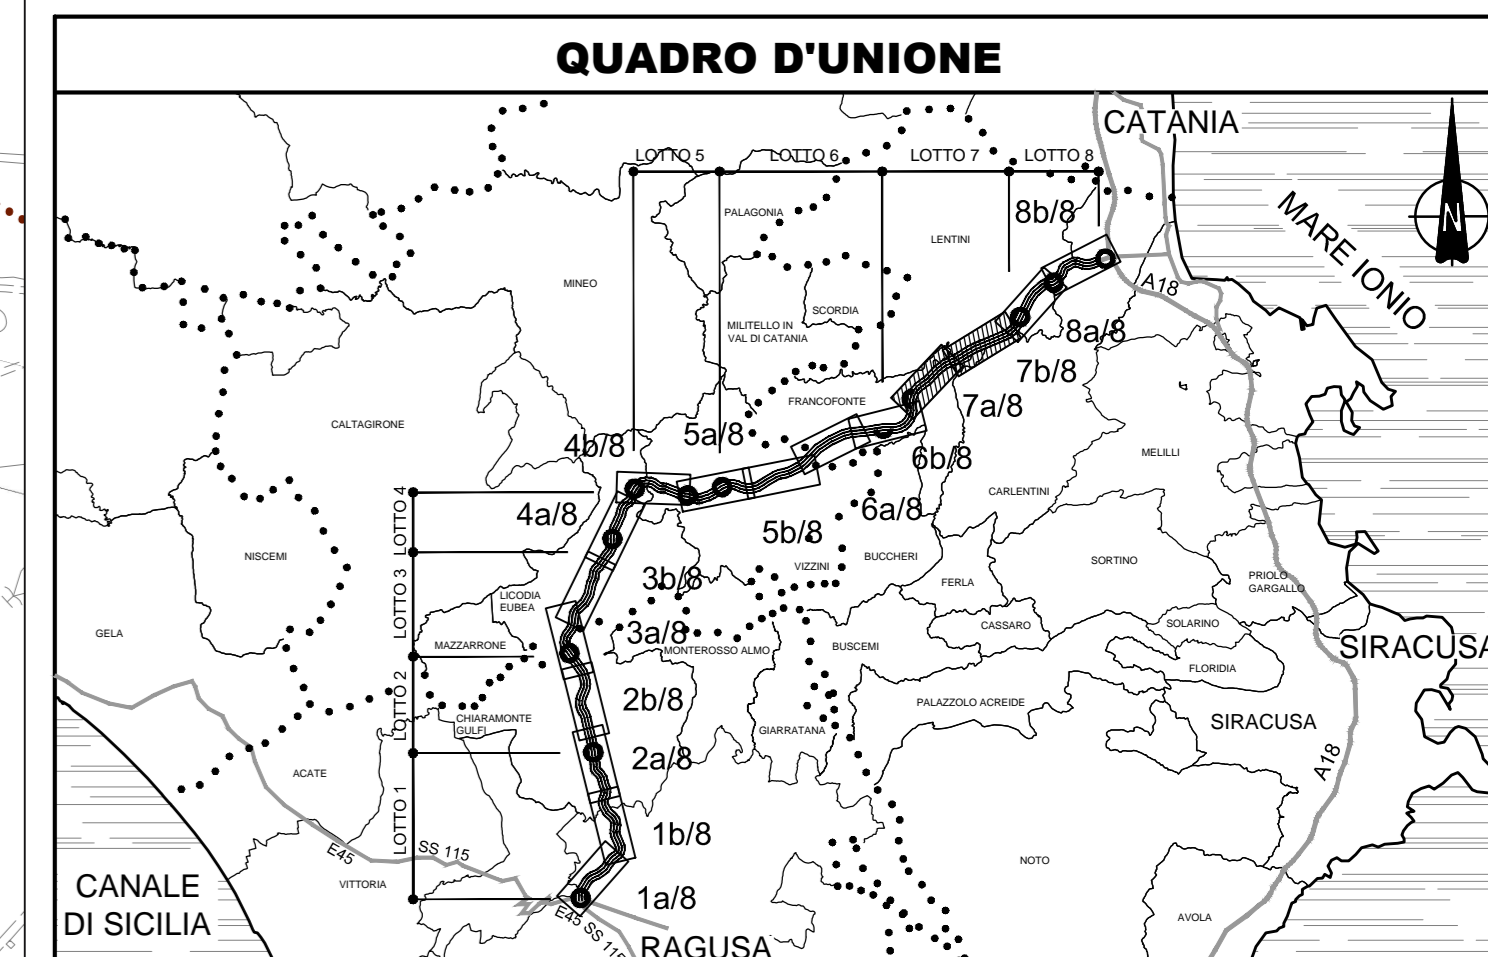 QUADRO D'UNIONE
CATANIA
LOTTO 5
LOTTO 6
LOTTO 7
LOTTO 8
MARE IONIO
N
PALAGONIA
8b/8
LENTINI
MINEO
A18
SCORDIA
MILITELLO IN
VAL DI CATANIA
8a/8
7b/8
FRANCOFONTE
7a/8
CALTAGIRONE
4b/8
5a/8
6b/8
MELILLI
CARLENTINI
LOTTO 4
4a/8
6a/8
5b/8
NISCEMI
VIZZINI
BUCCHERI
SORTINO
FERLA
PRIOLO
GARGALLO
3b/8
LOTTO 3
LICODIA
EUBEA
GELA
CASSARO
SOLARINO
3a/8
MAZZARRONE
MONTEROSSO ALMO
BUSCEMI
SIRACUSA
FLORIDIA
LOTTO 2
2b/8
PALAZZOLO ACREIDE
CHIARAMONTE
GULFI
GIARRATANA
SIRACUSA
2a/8
A18
ACATE
LOTTO 1
1b/8
E45
SS 115
NOTO
VITTORIA
CANALE
DI SICILIA
1a/8
E45 SS 115
AVOLA
RAGUSA